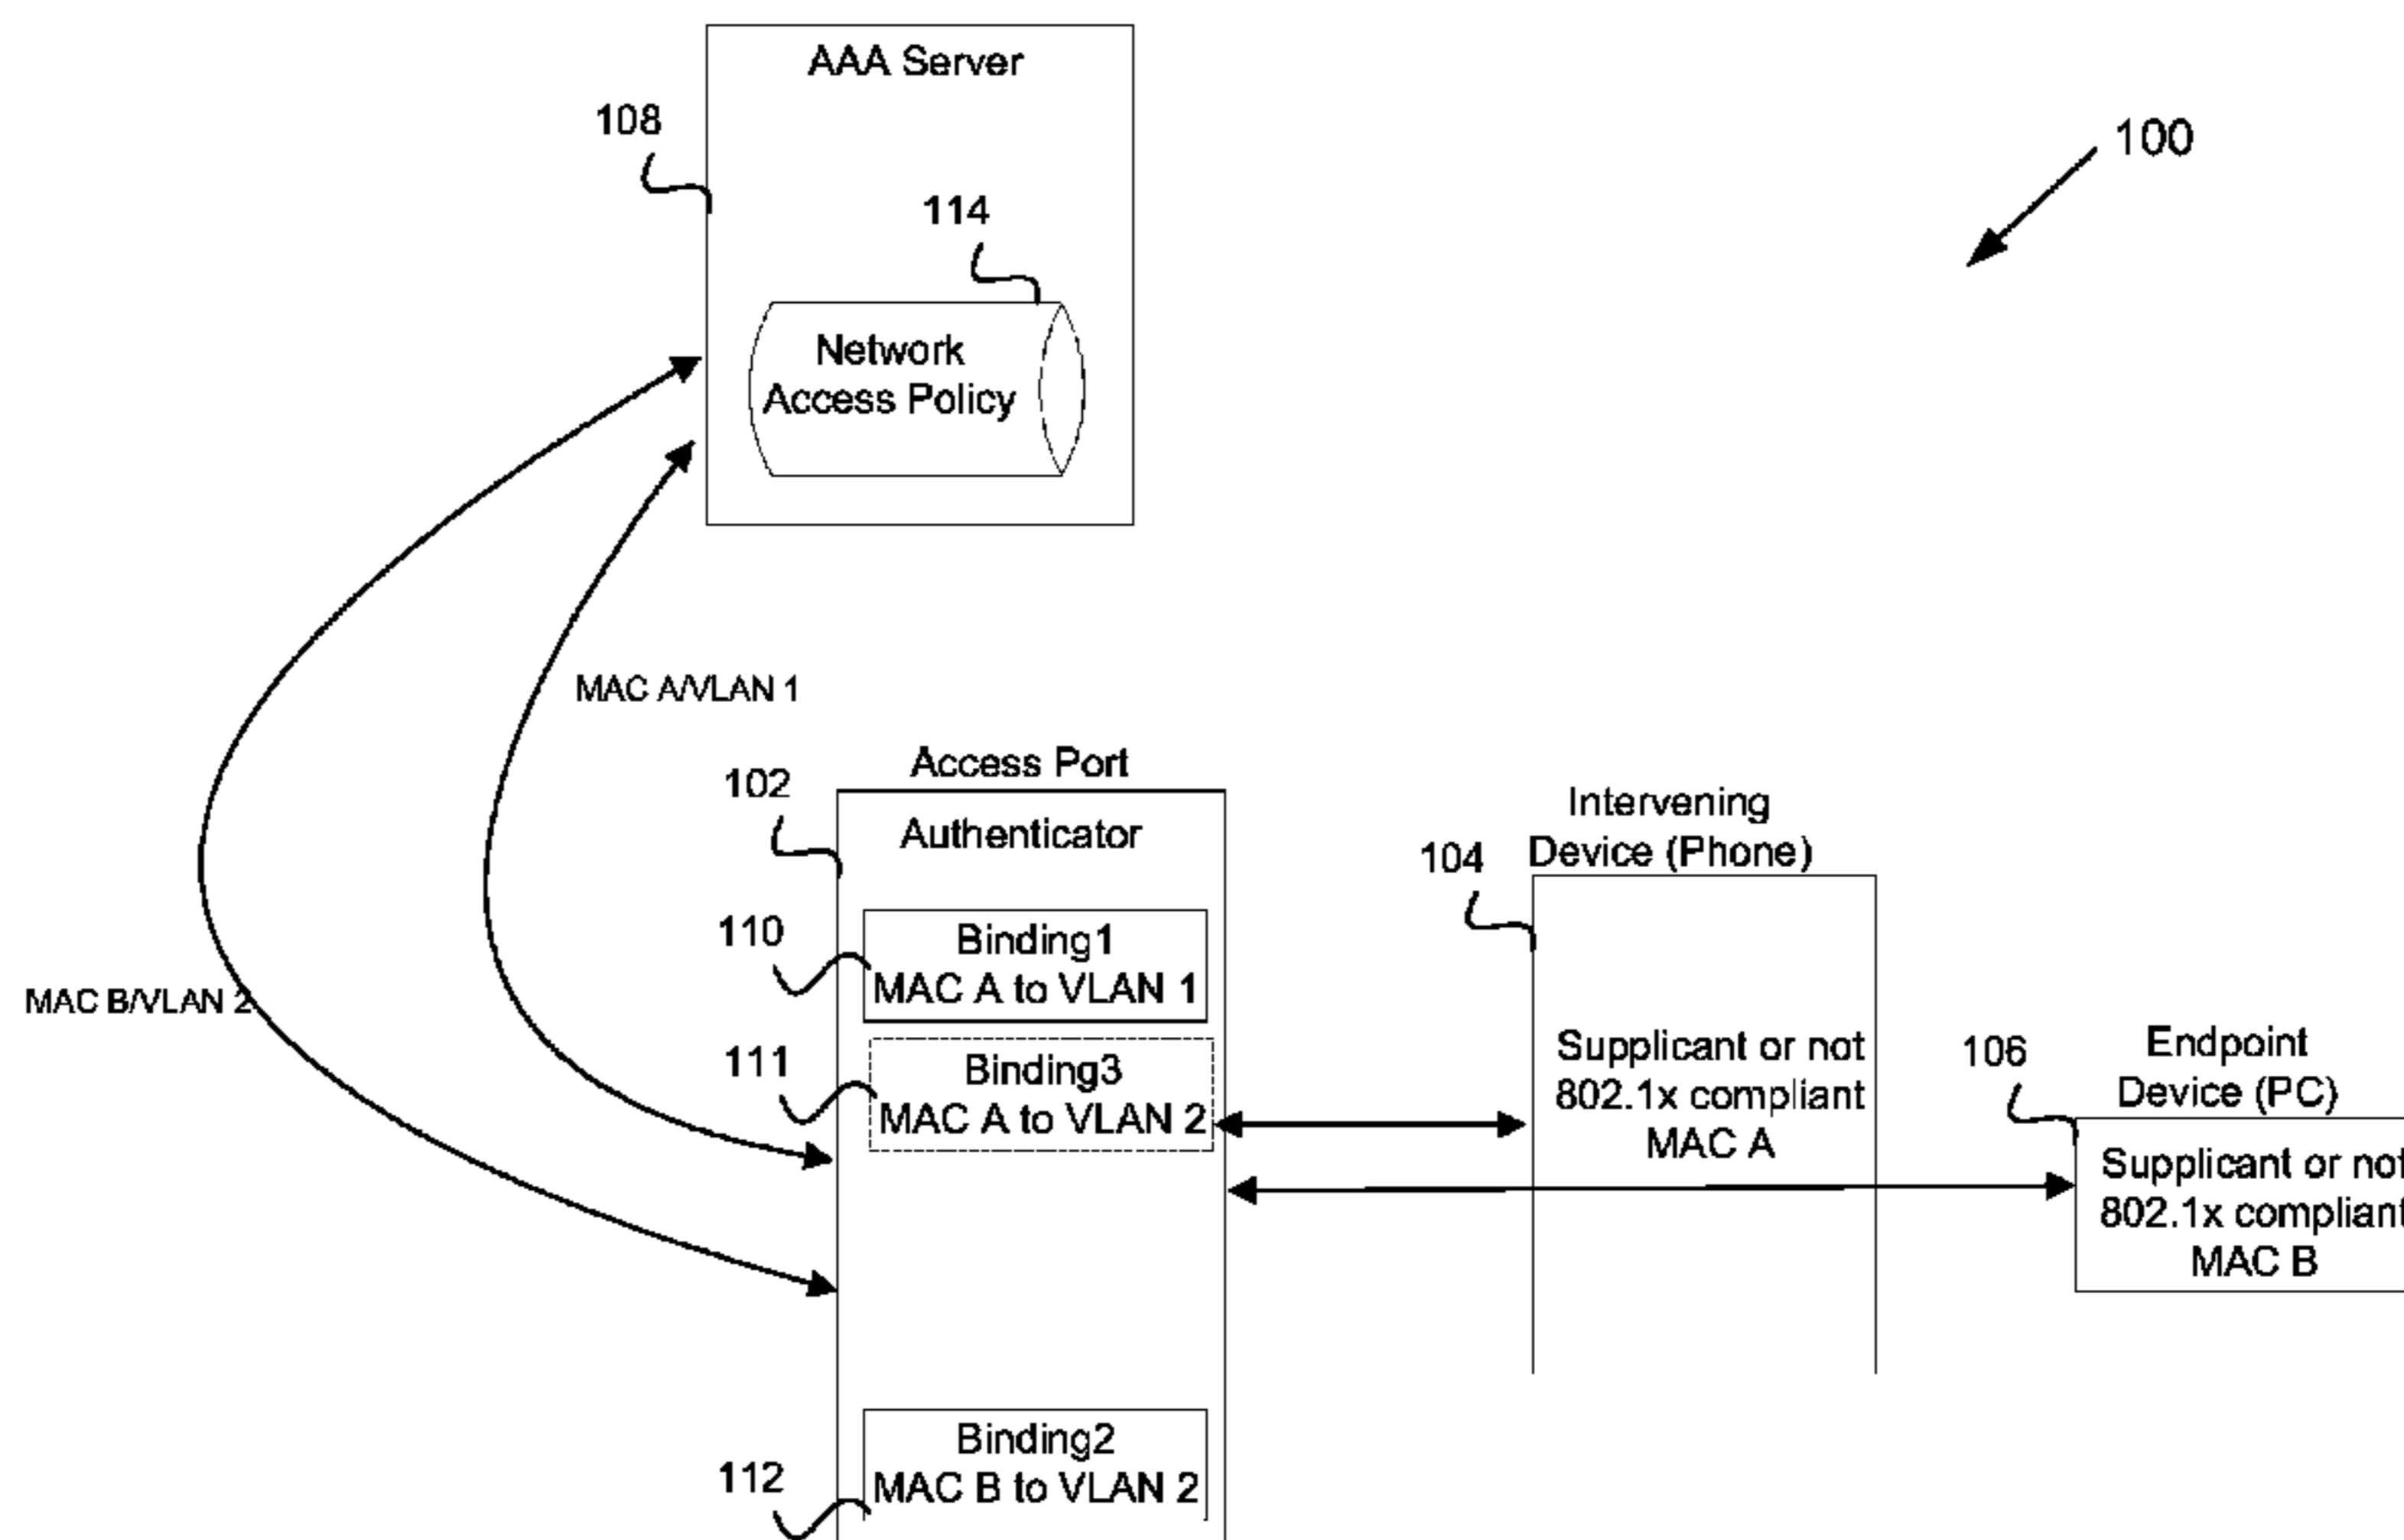 AAA Server
108
100
114
Network
Access Policy
MAC A/VLAN 1
Access Port
102
Authenticator
Intervening
Device (Phone)
104
110
Binding1
MAC A to VLAN 1
MAC B/VLAN 2
111
Binding3
MAC A to VLAN 2
Supplicant or not
802.1x compliant
MAC A
106
Endpoint
Device (PC)
Supplicant or not
802.1x compliant
MAC B
112
Binding2
MAC B to VLAN 2